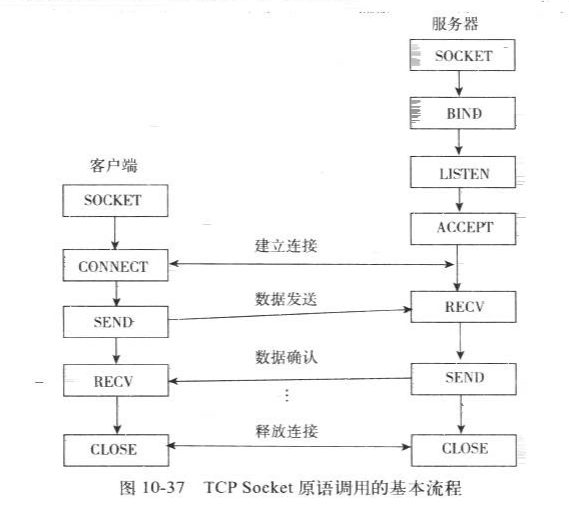 服务器
SOCKET
BIND
LISTEN
ACCEPT
RECV
SEND
CLOSE
客户端
SOCKET
CONNECT
SEND
RECV
CLOSE
建立连接
数据发送
数据确认
⋮
释放连接
图 10-37 TCP Socket 原语调用的基本流程